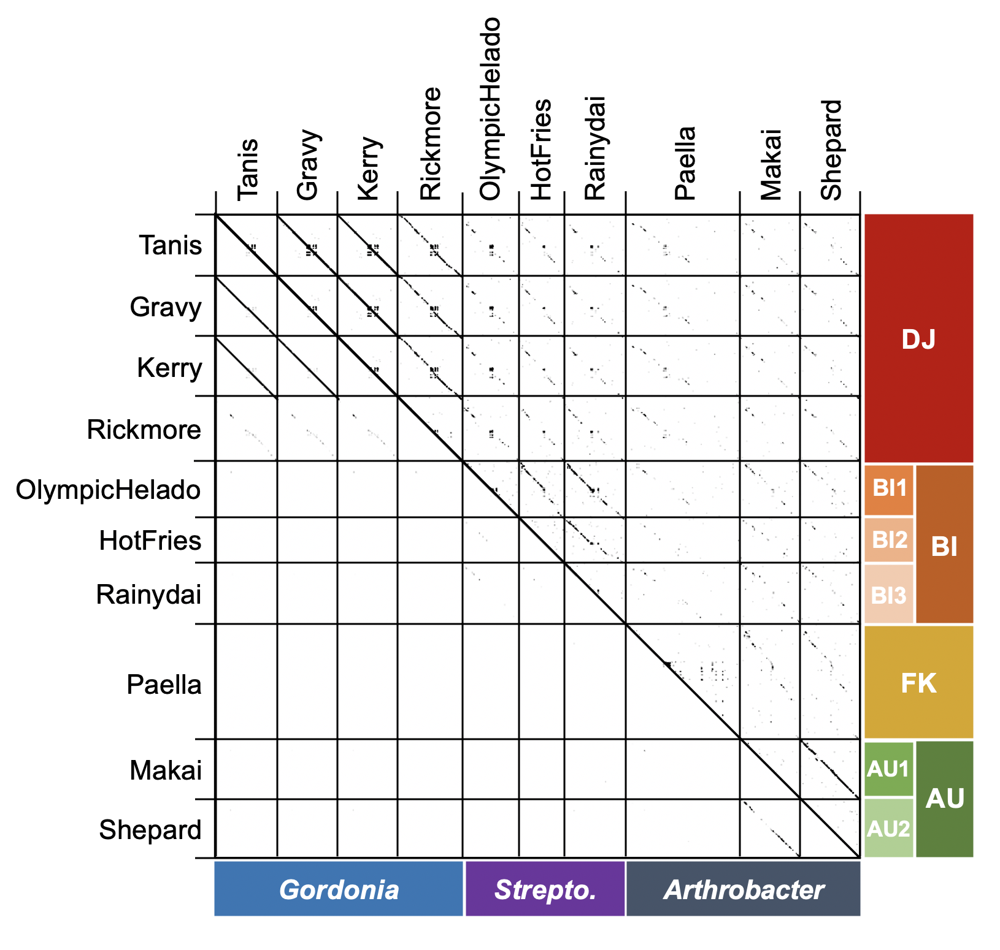 Tanis
Gravy
Kerry
Rickmore
OlympicHelado
HotFries
Rainydai
Paella
Makai
Shepard
Tanis
Gravy
Kerry
Rickmore
OlympicHelado
HotFries
Rainydai
Paella
Makai
Shepard
DJ
BI1
BI2
BI3
BI
FK
AU1
AU2
AU
Gordonia
Strepto.
Arthrobacter